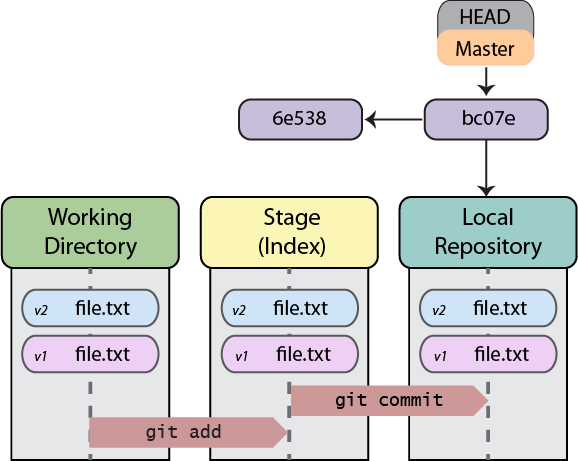 HEAD
Master
6e538
bc07e
Working
Directory
Stage
(Index)
Local
Repository
v2 file.txt
v2 file.txt
v2 file.txt
v1 file.txt
v1 file.txt
v1 file.txt
git commit
git add